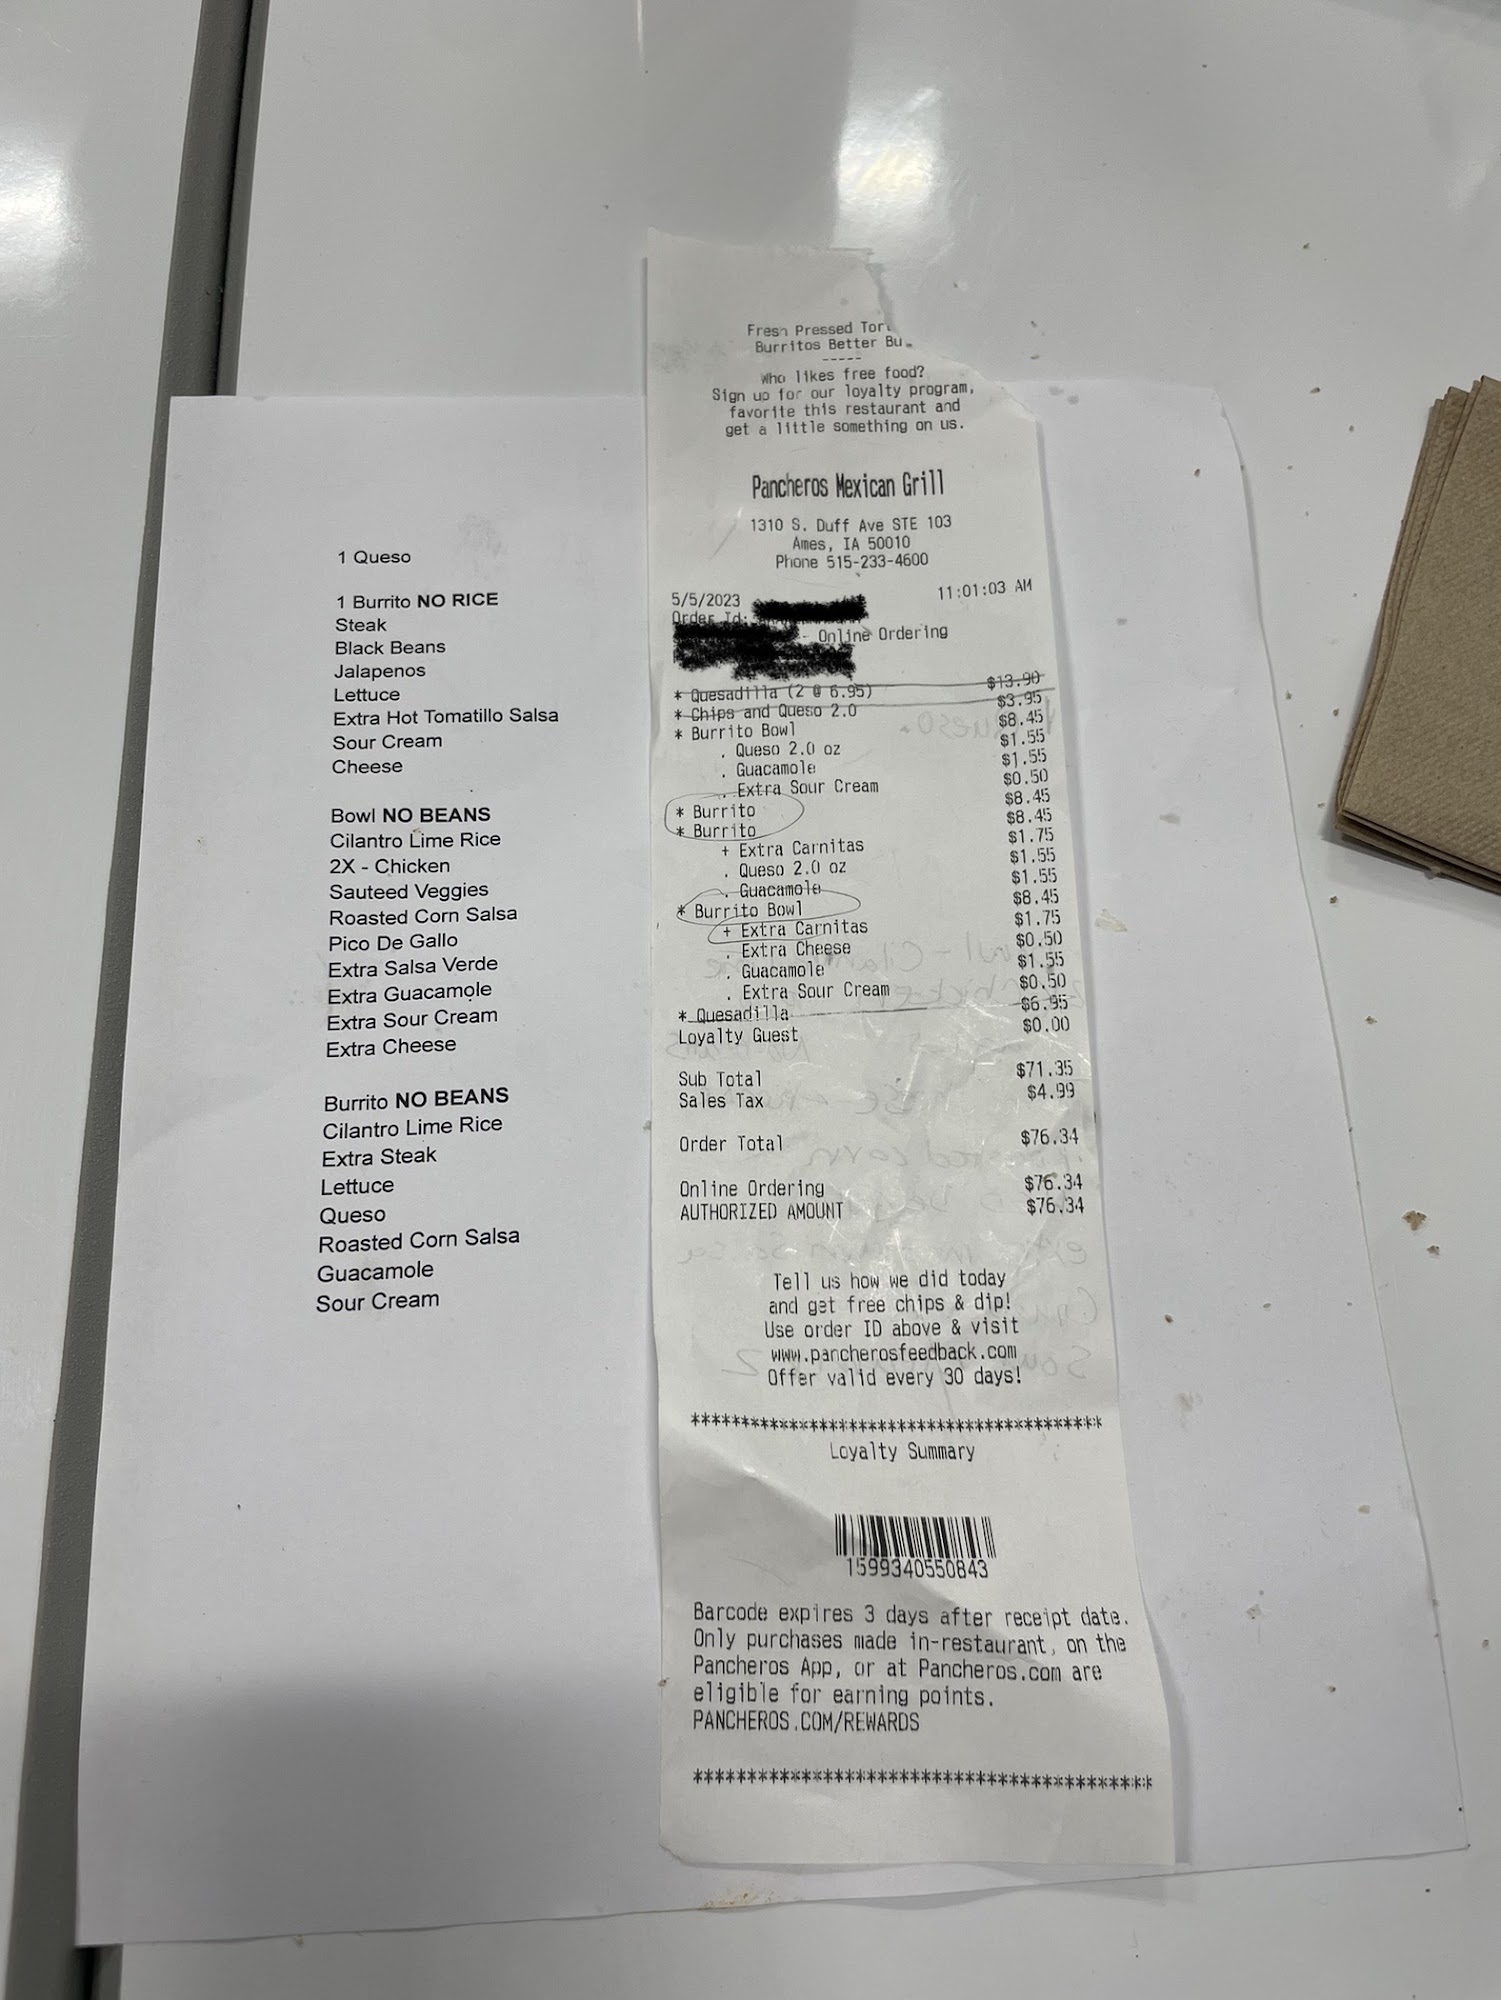 1 Queso
1 Burrito NO RICE
Steak
Black Beans
Jalapenos
Lettuce
Extra Hot Tomatillo Salsa
Sour Cream
Cheese
Bowl NO BEANS
Cilantro Lime Rice
2X - Chicken
Sauteed Veggies
Roasted Corn Salsa
Pico De Gallo
Extra Salsa Verde
Extra Guacamole
Extra Sour Cream
Extra Cheese
Burrito NO BEANS
Cilantro Lime Rice
Extra Steak
Lettuce
Queso
Roasted Corn Salsa
Guacamole
Sour Cream
Fresh Pressed
Burritos Better
-----
Who likes free food?
Sign up for our loyalty program,
favorite this restaurant and
get a little something on us.
Pancheros Mexican Grill
1310 S. Duff Ave STE 103
Ames, IA 50010
Phone 515-233-4600
5/5/2023 11:01:03 AM
Order Id:
- Online Ordering
* Quesadilla (2 @ 6.95) $13.90
* Chips and Queso 2.0 $3.95
* Burrito Bowl $8.45
. Queso 2.0 oz $1.55
. Guacamole $1.55
. Extra Sour Cream $0.50
* Burrito $8.45
* Burrito $8.45
+ Extra Carnitas $1.75
. Queso 2.0 oz $1.55
. Guacamole $1.55
* Burrito Bowl $8.45
+ Extra Carnitas $1.75
. Extra Cheese $0.50
. Guacamole $1.55
. Extra Sour Cream $0.50
* Quesadilla $6.95
Loyalty Guest $0.00
Sub Total $71.35
Sales Tax $4.99
Order Total $76.34
Online Ordering $76.34
AUTHORIZED AMOUNT $76.34
Tell us how we did today
and get free chips & dip!
Use order ID above & visit
www.pancherosfeedback.com
Offer valid every 30 days!
******************************************
Loyalty Summary
1599340550843
Barcode expires 3 days after receipt date.
Only purchases made in-restaurant, on the
Pancheros App, or at Pancheros.com are
eligible for earning points.
PANCHEROS.COM/REWARDS
******************************************